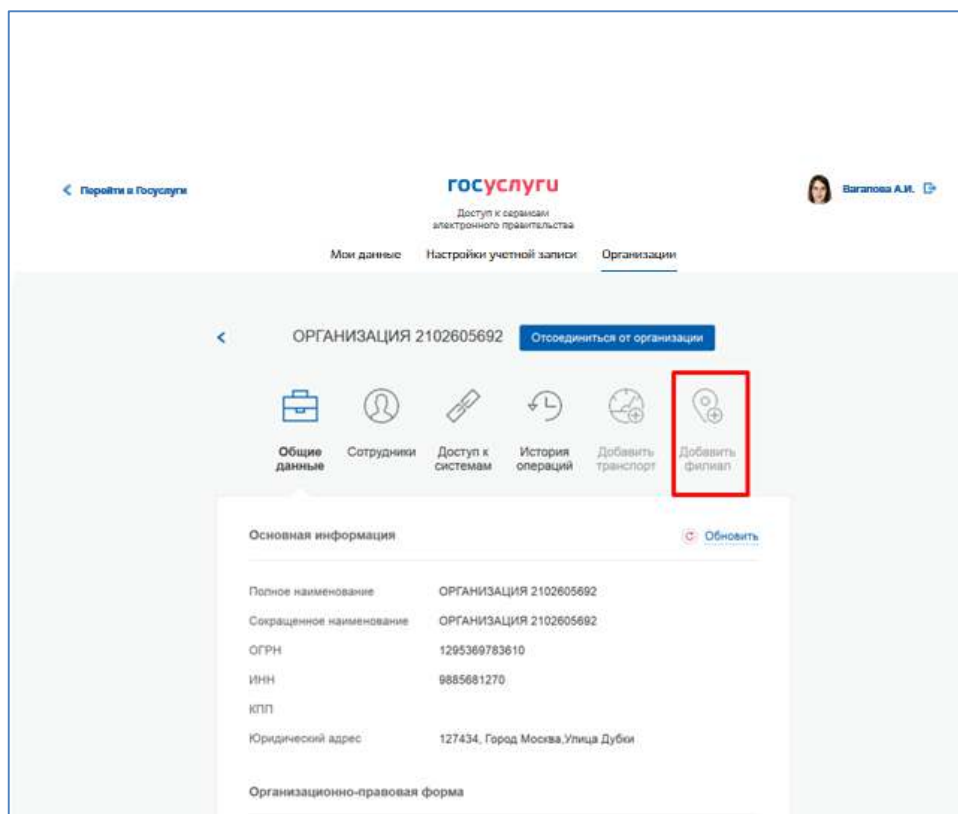 Перейти в Госуслуги
госуслуги
Вагапова А.И.
Доступ к сервисам
электронного правительства
Мои данные Настройки учетной записи Организации
ОРГАНИЗАЦИЯ 2102605692 Отсоединиться от организации
Общие данные
Сотрудники
Доступ к системам
История операций
Добавить транспорт
Добавить филиал
Основная информация Обновить
Полное наименование ОРГАНИЗАЦИЯ 2102605692
Сокращенное наименование ОРГАНИЗАЦИЯ 2102605692
ОГРН 1295369783610
ИНН 9885681270
КПП
Юридический адрес 127434, Город Москва,Улица Дубки
Организационно-правовая форма